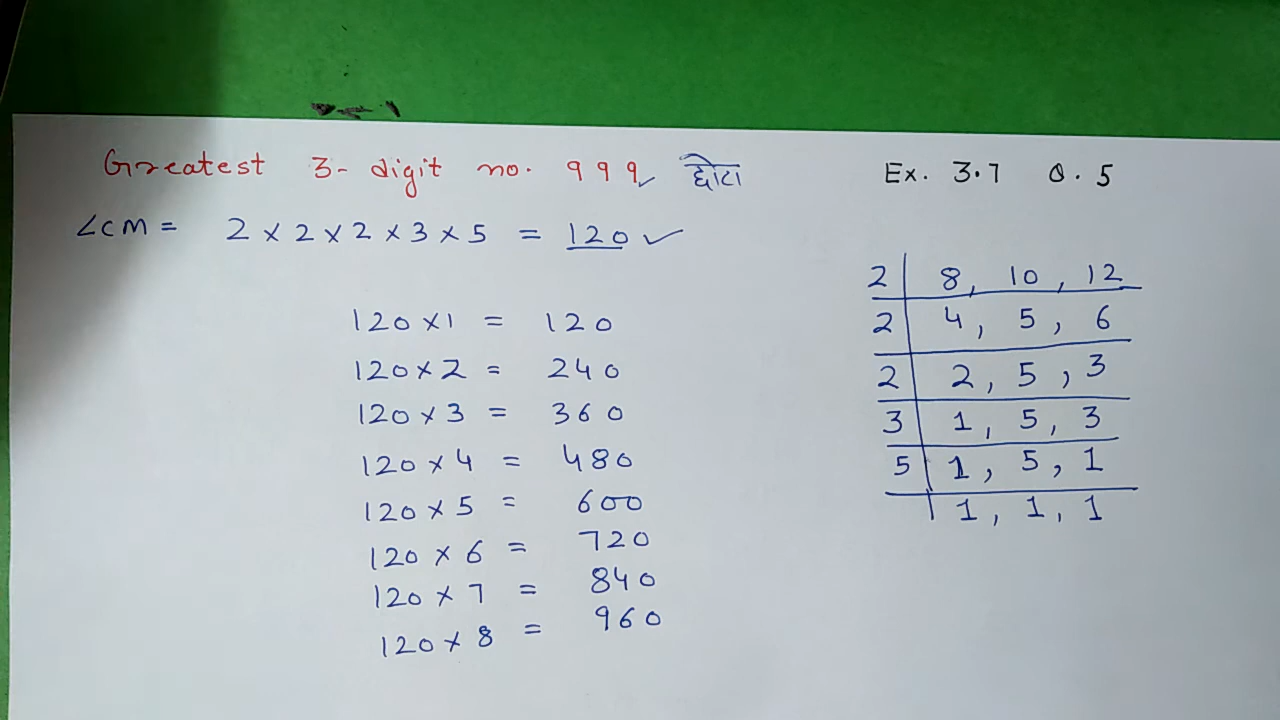 Greatest 3- digit no. 999✓ छोटा
Ex. 3.7 Q. 5
LCM = 2 × 2 × 2 × 3 × 5 = 120 ✓
120 ×1 = 120
120 × 2 = 240
120 × 3 = 360
120 × 4 = 480
120 × 5 = 600
120 × 6 = 720
120 × 7 = 840
120 × 8 = 960
2 | 8, 10, 12
2 | 4, 5, 6
2 | 2, 5, 3
3 | 1, 5, 3
5 | 1, 5, 1
| 1, 1, 1